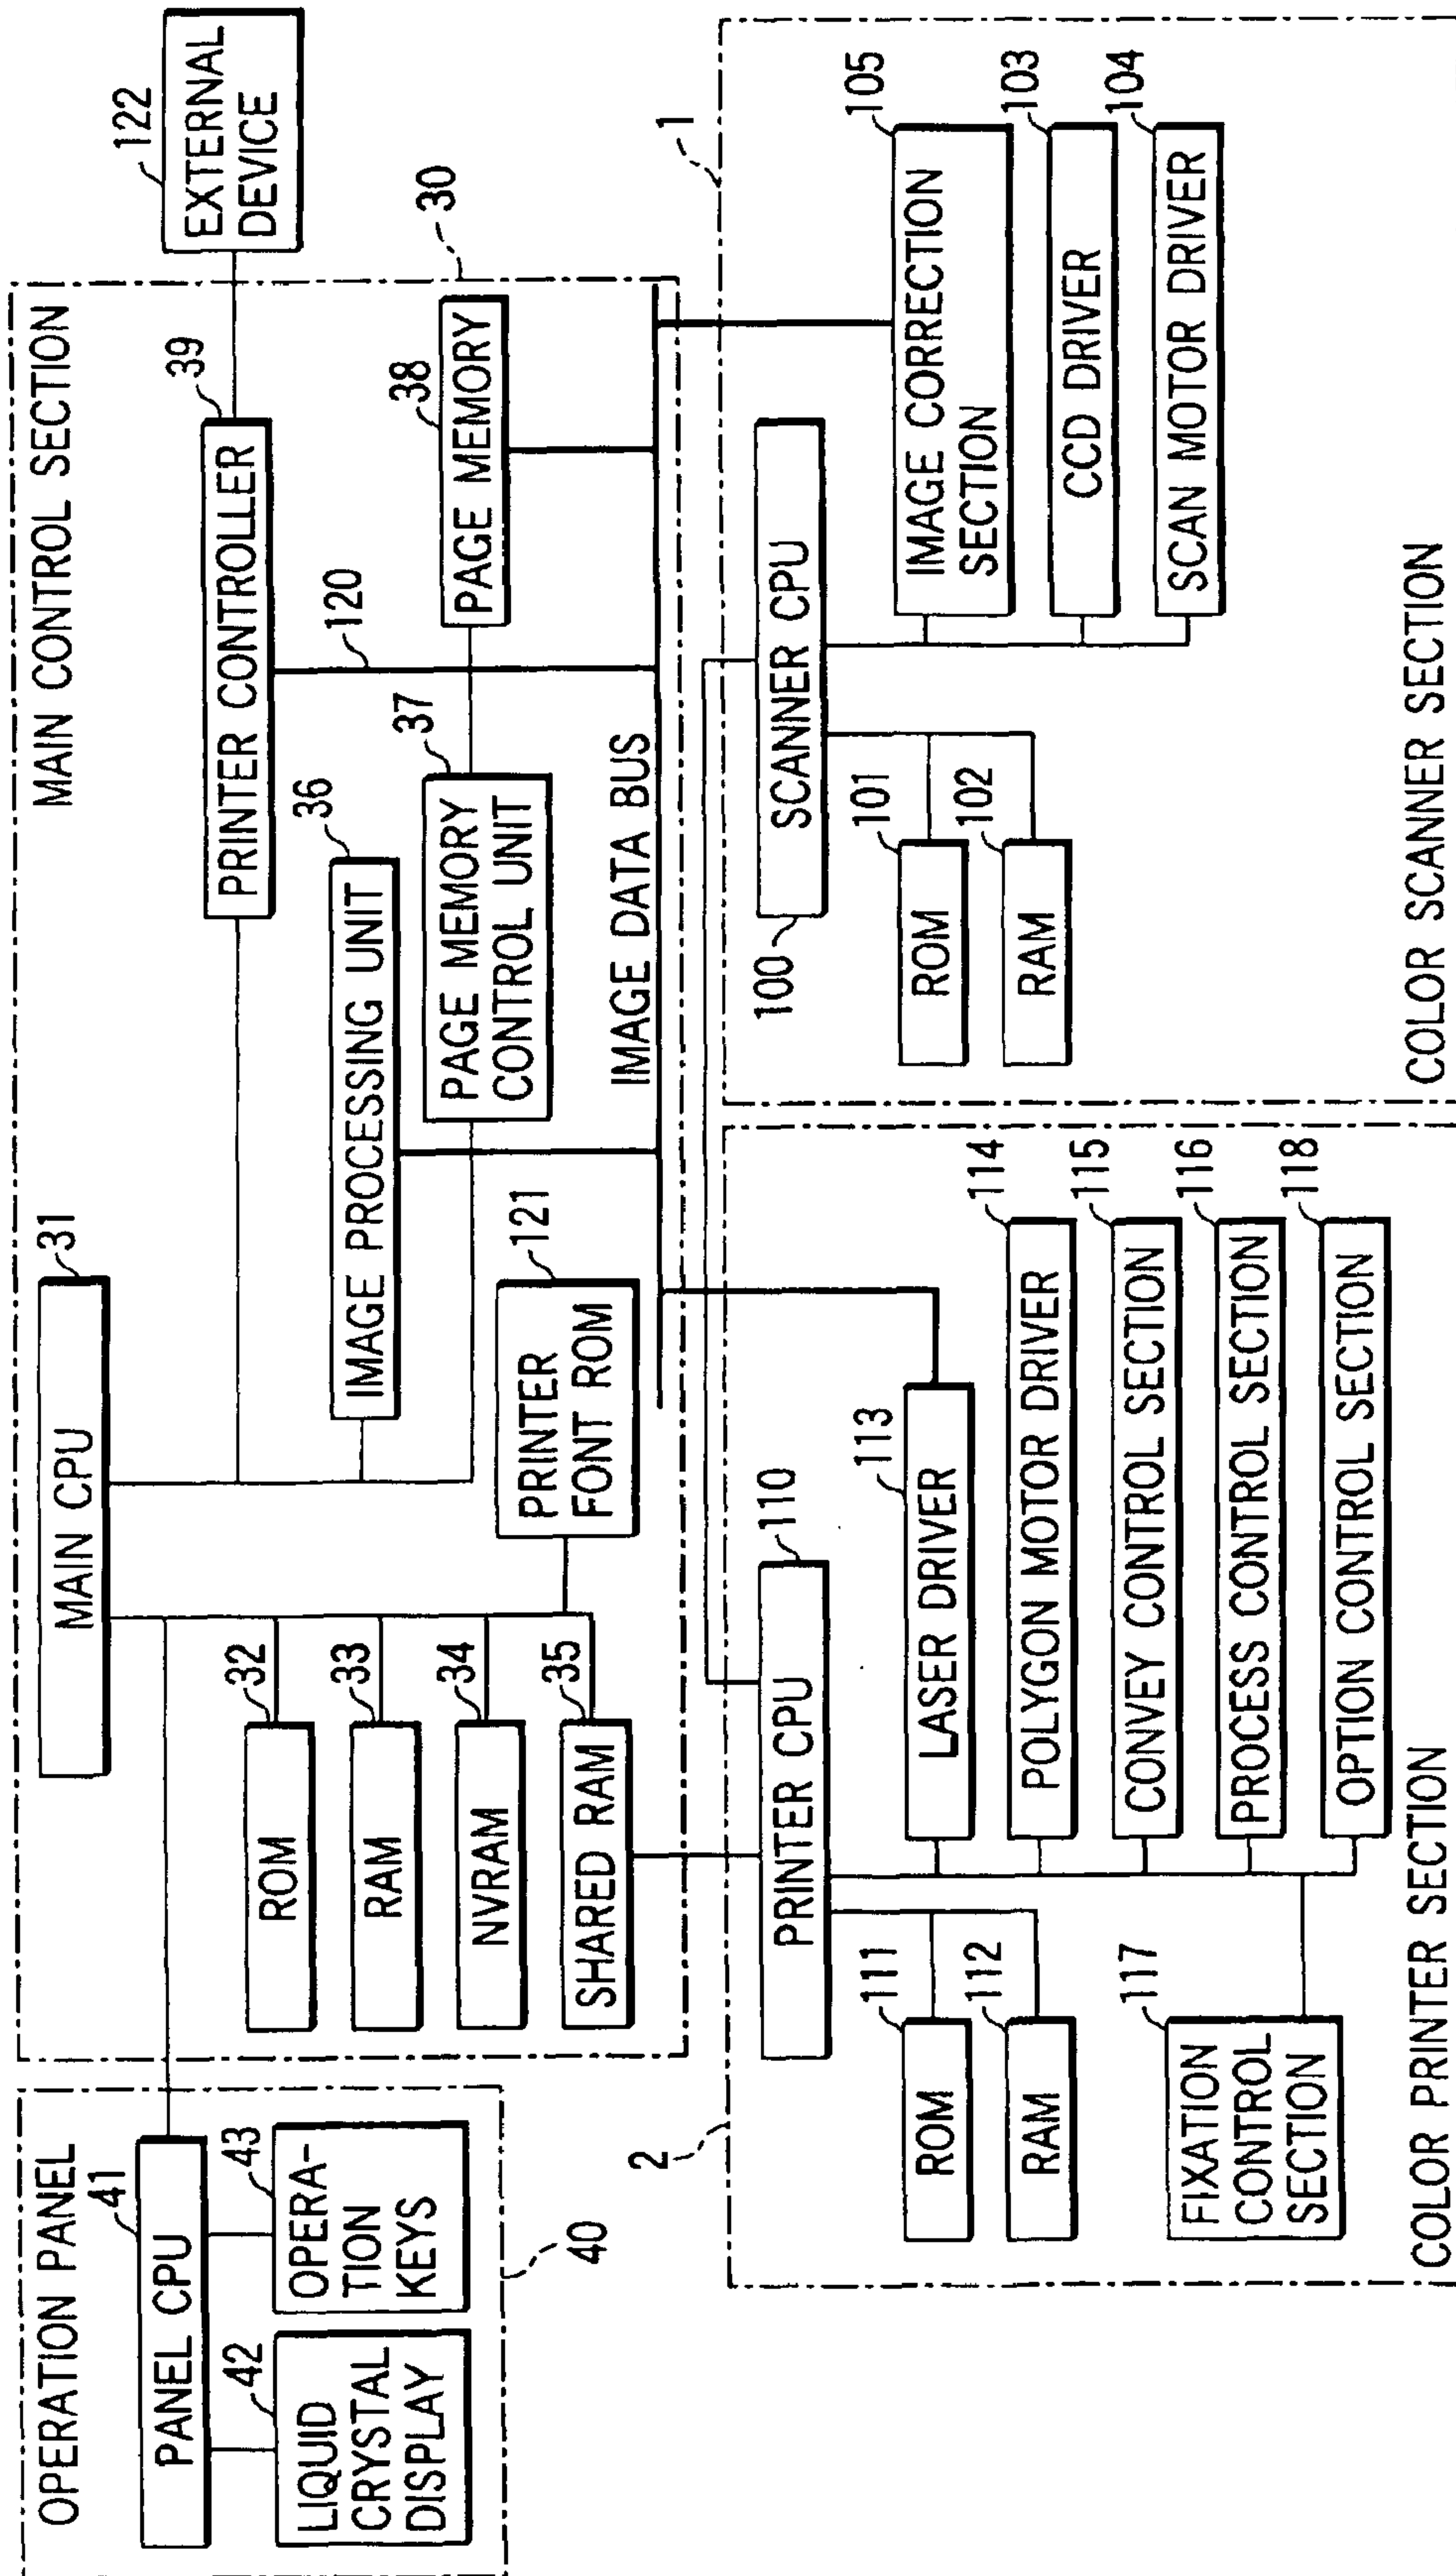 OPERATION PANEL
41
PANEL CPU
42
LIQUID
CRYSTAL
DISPLAY
43
OPERA-
TION
KEYS
40
MAIN CONTROL SECTION
31
MAIN CPU
32
ROM
33
RAM
34
NVRAM
35
SHARED RAM
121
PRINTER
FONT ROM
36
IMAGE PROCESSING UNIT
37
PAGE MEMORY
CONTROL UNIT
38
PAGE MEMORY
39
PRINTER CONTROLLER
120
IMAGE DATA BUS
30
122
EXTERNAL
DEVICE
2
110
PRINTER CPU
111
ROM
112
RAM
117
FIXATION
CONTROL
SECTION
113
LASER DRIVER
114
POLYGON MOTOR DRIVER
115
CONVEY CONTROL SECTION
116
PROCESS CONTROL SECTION
118
OPTION CONTROL SECTION
COLOR PRINTER SECTION
1
100
SCANNER CPU
101
ROM
102
RAM
105
IMAGE CORRECTION
SECTION
103
CCD DRIVER
104
SCAN MOTOR DRIVER
COLOR SCANNER SECTION